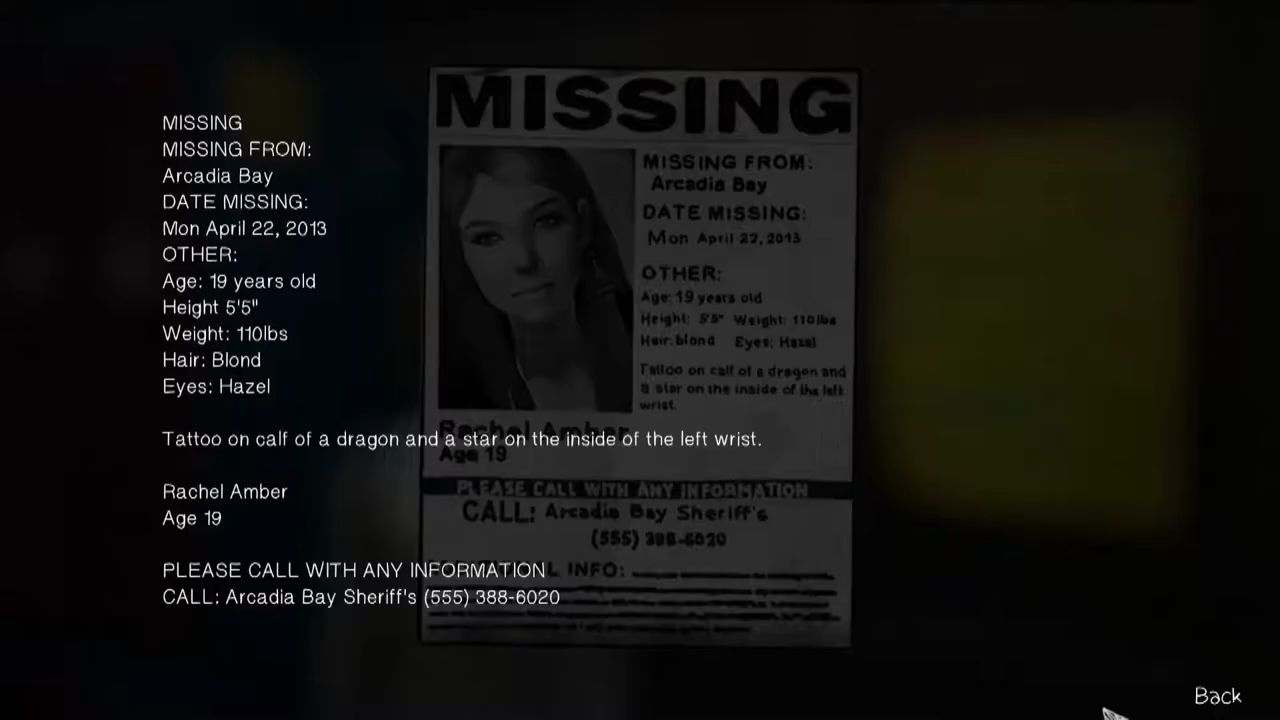 MISSING
MISSING FROM:
Arcadia Bay
DATE MISSING:
Mon April 22, 2013
OTHER:
Age: 19 years old
Height 5'5"
Weight: 110lbs
Hair: Blond
Eyes: Hazel
Tattoo on calf of a dragon and a star on the inside of the left wrist.
Rachel Amber
Age 19
PLEASE CALL WITH ANY INFORMATION
CALL: Arcadia Bay Sheriff's (555) 388-6020
MISSING
MISSING FROM:
Arcadia Bay
DATE MISSING:
Mon April 22, 2013
OTHER:
Age: 19 years old
Height: 5'5" Weight: 110lbs
Hair: blond Eyes: Hazel
Tattoo on calf of a dragon and
a star on the inside of the left
wrist.
Rachel Amber
Age 19
PLEASE CALL WITH ANY INFORMATION
CALL: Arcadia Bay Sheriff's
(555) 388-6020
INFO:
Back